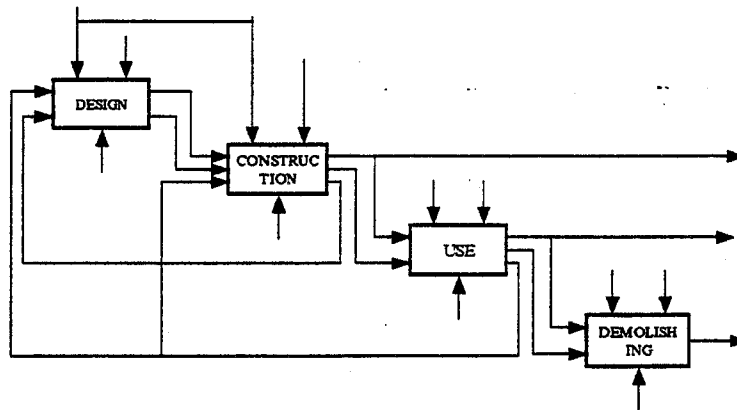 DESIGN
CONSTRUC
TION
USE
DEMOLISH
ING